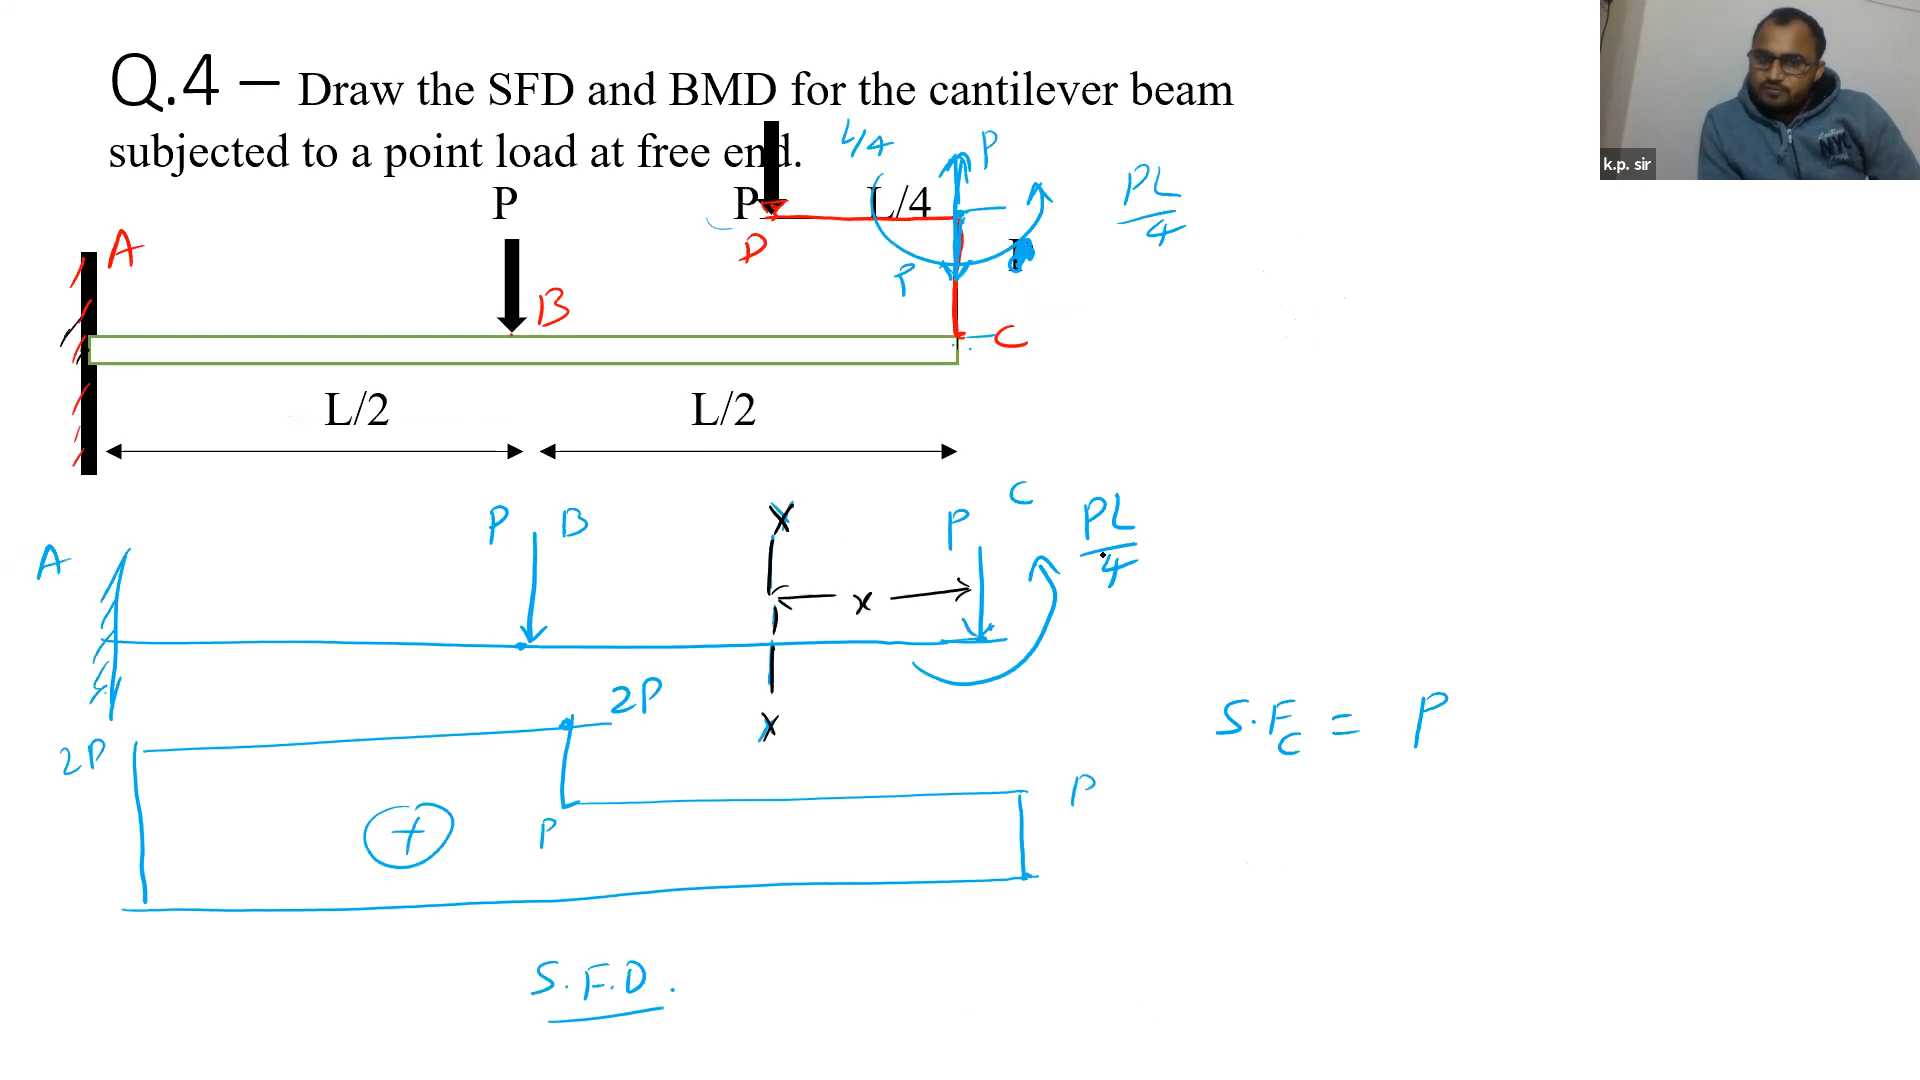 Q.4 – Draw the SFD and BMD for the cantilever beam
subjected to a point load at free end.
k.p. sir
L/4
P
PL/4
P
P
L/4
A
D
P
B
C
L/2
L/2
P
B
X
P
C
PL/4
A
x
2P
X
S.F_C = P
2P
P
P
+
S.F.D.